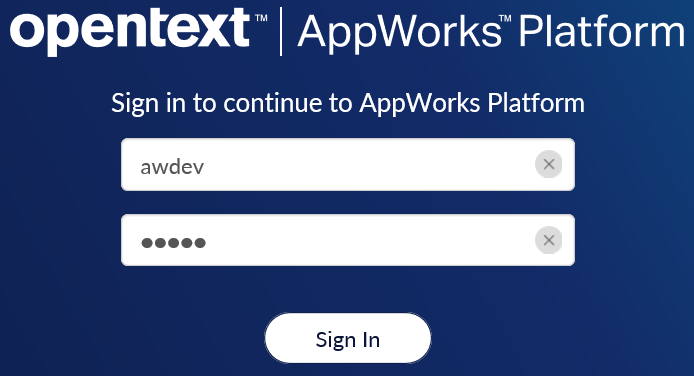 opentext™ | AppWorks™ Platform
Sign in to continue to AppWorks Platform
awdev
●●●●●
Sign In